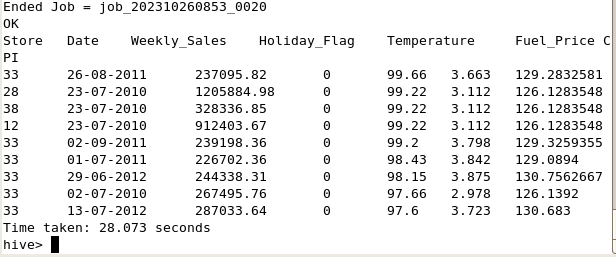 Ended Job = job_202310260853_0020
OK
Store Date Weekly_Sales Holiday_Flag Temperature Fuel_Price C
PI
33 26-08-2011 237095.82 0 99.66 3.663 129.2832581
28 23-07-2010 1205884.98 0 99.22 3.112 126.1283548
38 23-07-2010 328336.85 0 99.22 3.112 126.1283548
12 23-07-2010 912403.67 0 99.22 3.112 126.1283548
33 02-09-2011 239198.36 0 99.2 3.798 129.3259355
33 01-07-2011 226702.36 0 98.43 3.842 129.0894
33 29-06-2012 244338.31 0 98.15 3.875 130.7562667
33 02-07-2010 267495.76 0 97.66 2.978 126.1392
33 13-07-2012 287033.64 0 97.6 3.723 130.683
Time taken: 28.073 seconds
hive>